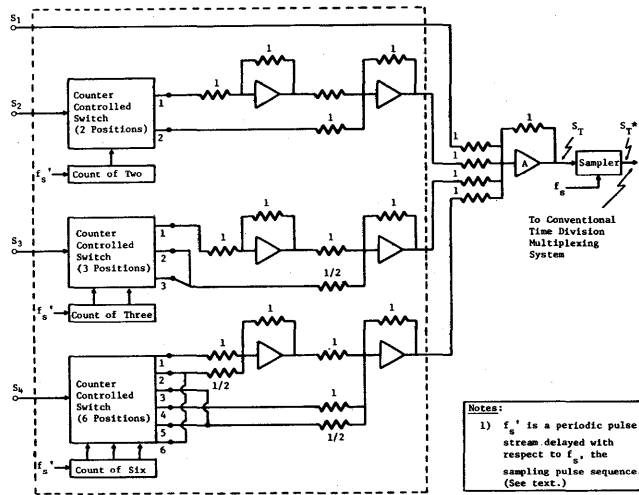 S1
S2
Counter
Controlled
Switch
(2 Positions)
1
2
1
1
1
1
1
fs'
Count of Two
S3
Counter
Controlled
Switch
(3 Positions)
1
2
3
1
1
1
1
1/2
fs'
Count of Three
S4
Counter
Controlled
Switch
(6 Positions)
1
2
3
4
5
6
1
1/2
1
1
1
1
1/2
fs'
Count of Six
1
1
1
1
1
A
ST
Sampler
ST*
fs
To Conventional
Time Division
Multiplexing
System
Notes:
1) fs' is a periodic pulse
stream delayed with
respect to fs, the
sampling pulse sequence.
(See text.)